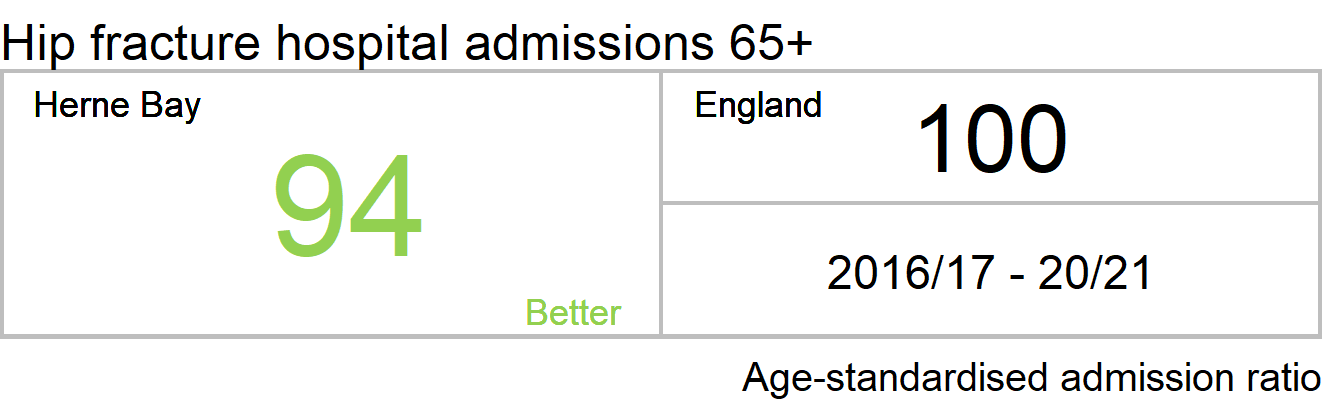 Hip fracture hospital admissions 65+
Herne Bay
94
Better
England
100
2016/17 - 20/21
Age-standardised admission ratio